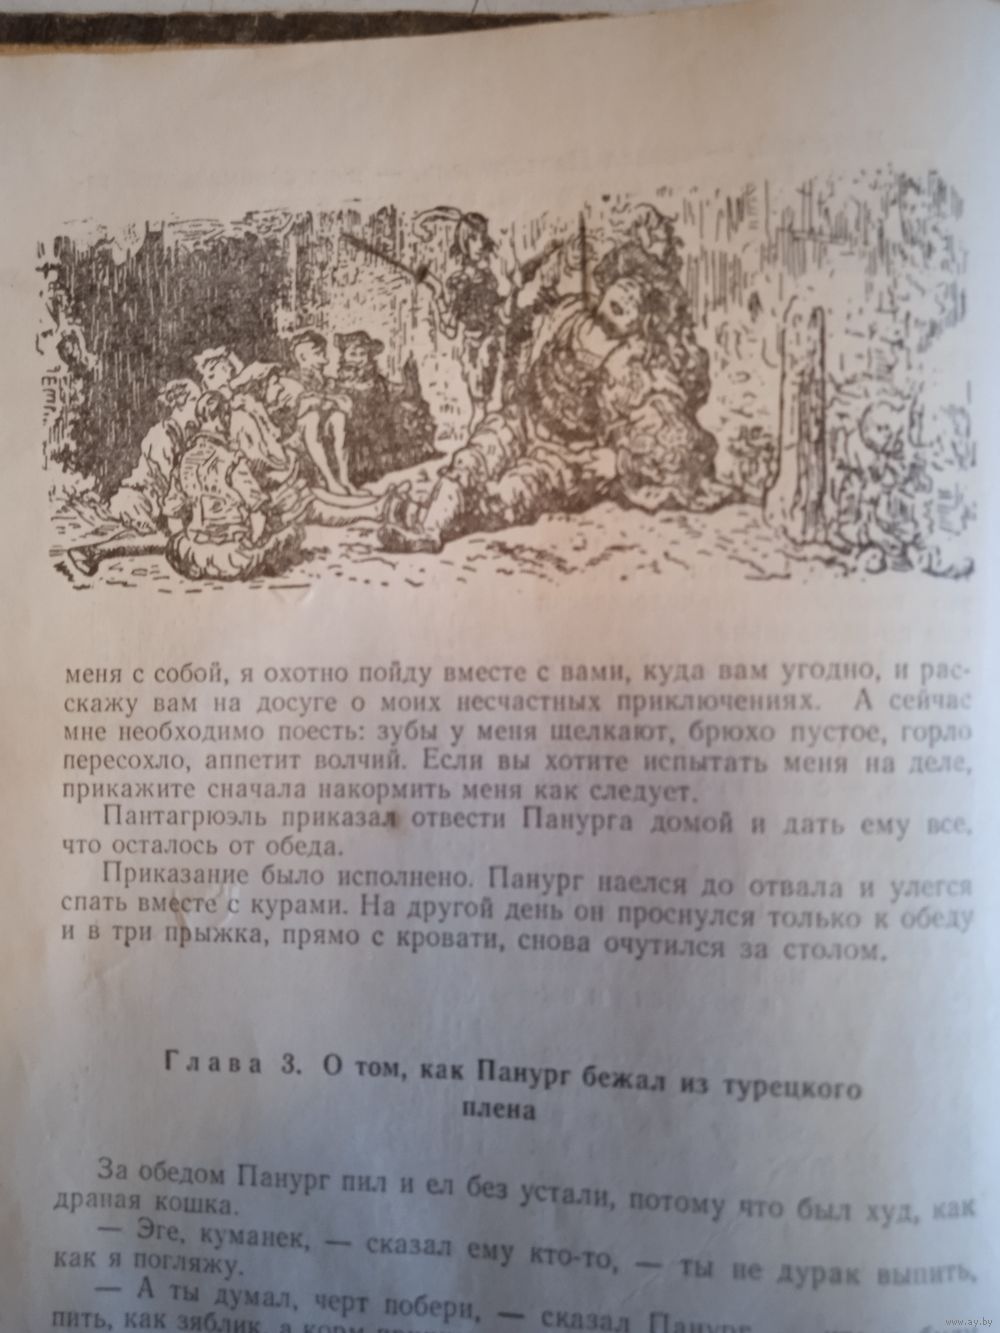 меня с собой, я охотно пойду вместе с вами, куда вам угодно, и рас-
скажу вам на досуге о моих несчастных приключениях. А сейчас
мне необходимо поесть: зубы у меня щелкают, брюхо пустое, горло
пересохло, аппетит волчий. Если вы хотите испытать меня на деле,
прикажите сначала накормить меня как следует.
Пантагрюэль приказал отвести Панурга домой и дать ему все,
что осталось от обеда.
Приказание было исполнено. Панург наелся до отвала и улегся
спать вместе с курами. На другой день он проснулся только к обеду
и в три прыжка, прямо с кровати, снова очутился за столом.
Глава 3. О том, как Панург бежал из турецкого
плена
За обедом Панург пил и ел без устали, потому что был худ, как
драная кошка.
— Эге, куманек, — сказал ему кто-то, — ты не дурак выпить,
как я погляжу.
— А ты думал, черт побери, — сказал Панург
пить, как зяблик, а корм
www.ay.by